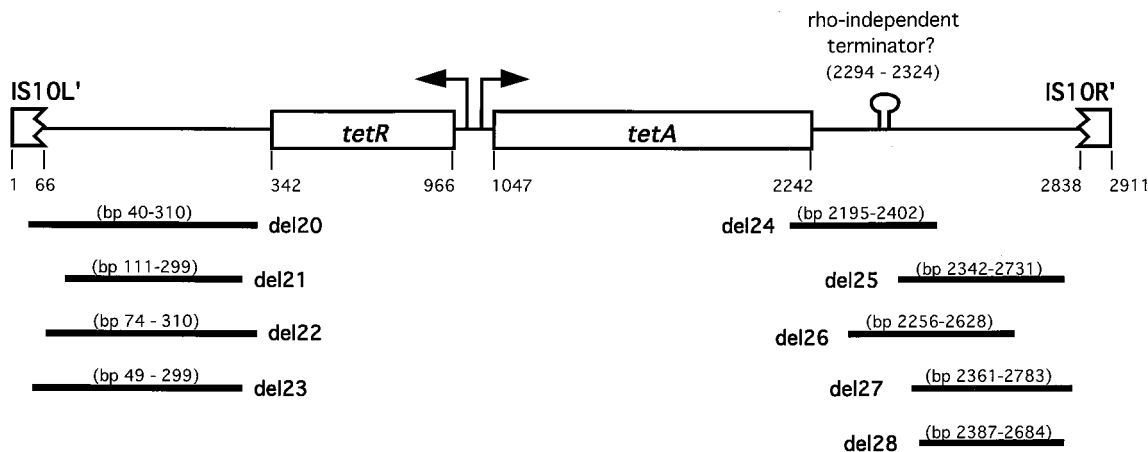 rho-independent
terminator?
(2294 - 2324)
IS10L'
IS10R'
tetR
tetA
1 66 342 966 1047 2242 2838 2911
(bp 40-310) del20
del24 (bp 2195-2402)
(bp 111-299) del21
del25 (bp 2342-2731)
(bp 74 - 310) del22
del26 (bp 2256-2628)
(bp 49 - 299) del23
del27 (bp 2361-2783)
del28 (bp 2387-2684)